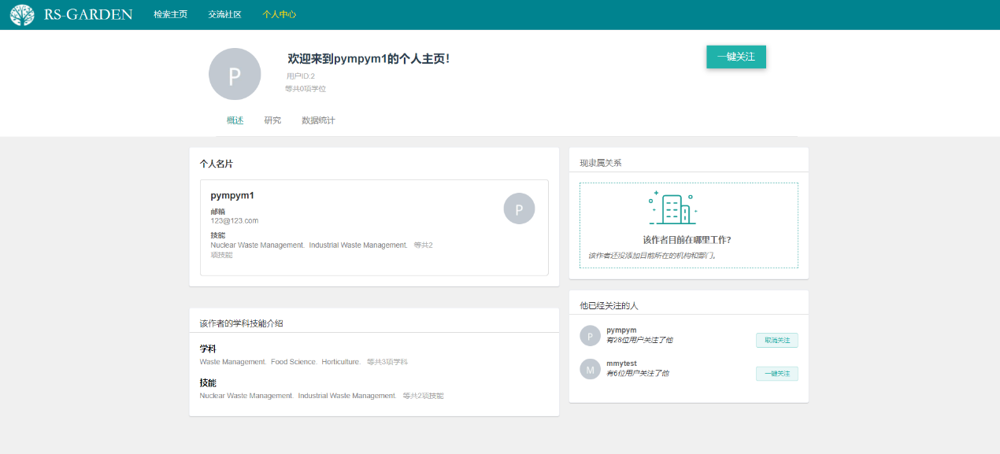 RS-GARDEN 检索主页 交流社区 个人中心
P
欢迎来到pympym1的个人主页!
用户ID:2
等共0项学位
一键关注
概述 研究 数据统计
个人名片
pympym1
P
邮箱
123@123.com
技能
Nuclear Waste Management. Industrial Waste Management. 等共2
项技能
该作者的学科技能介绍
学科
Waste Management. Food Science. Horticulture. 等共3项学科
技能
Nuclear Waste Management. Industrial Waste Management. 等共2项技能
现隶属关系
该作者目前在哪里工作?
该作者还没添加目前所在的机构和部门。
他已经关注的人
P
pympym
有28位用户关注了他
取消关注
M
mmytest
有6位用户关注了他
一键关注